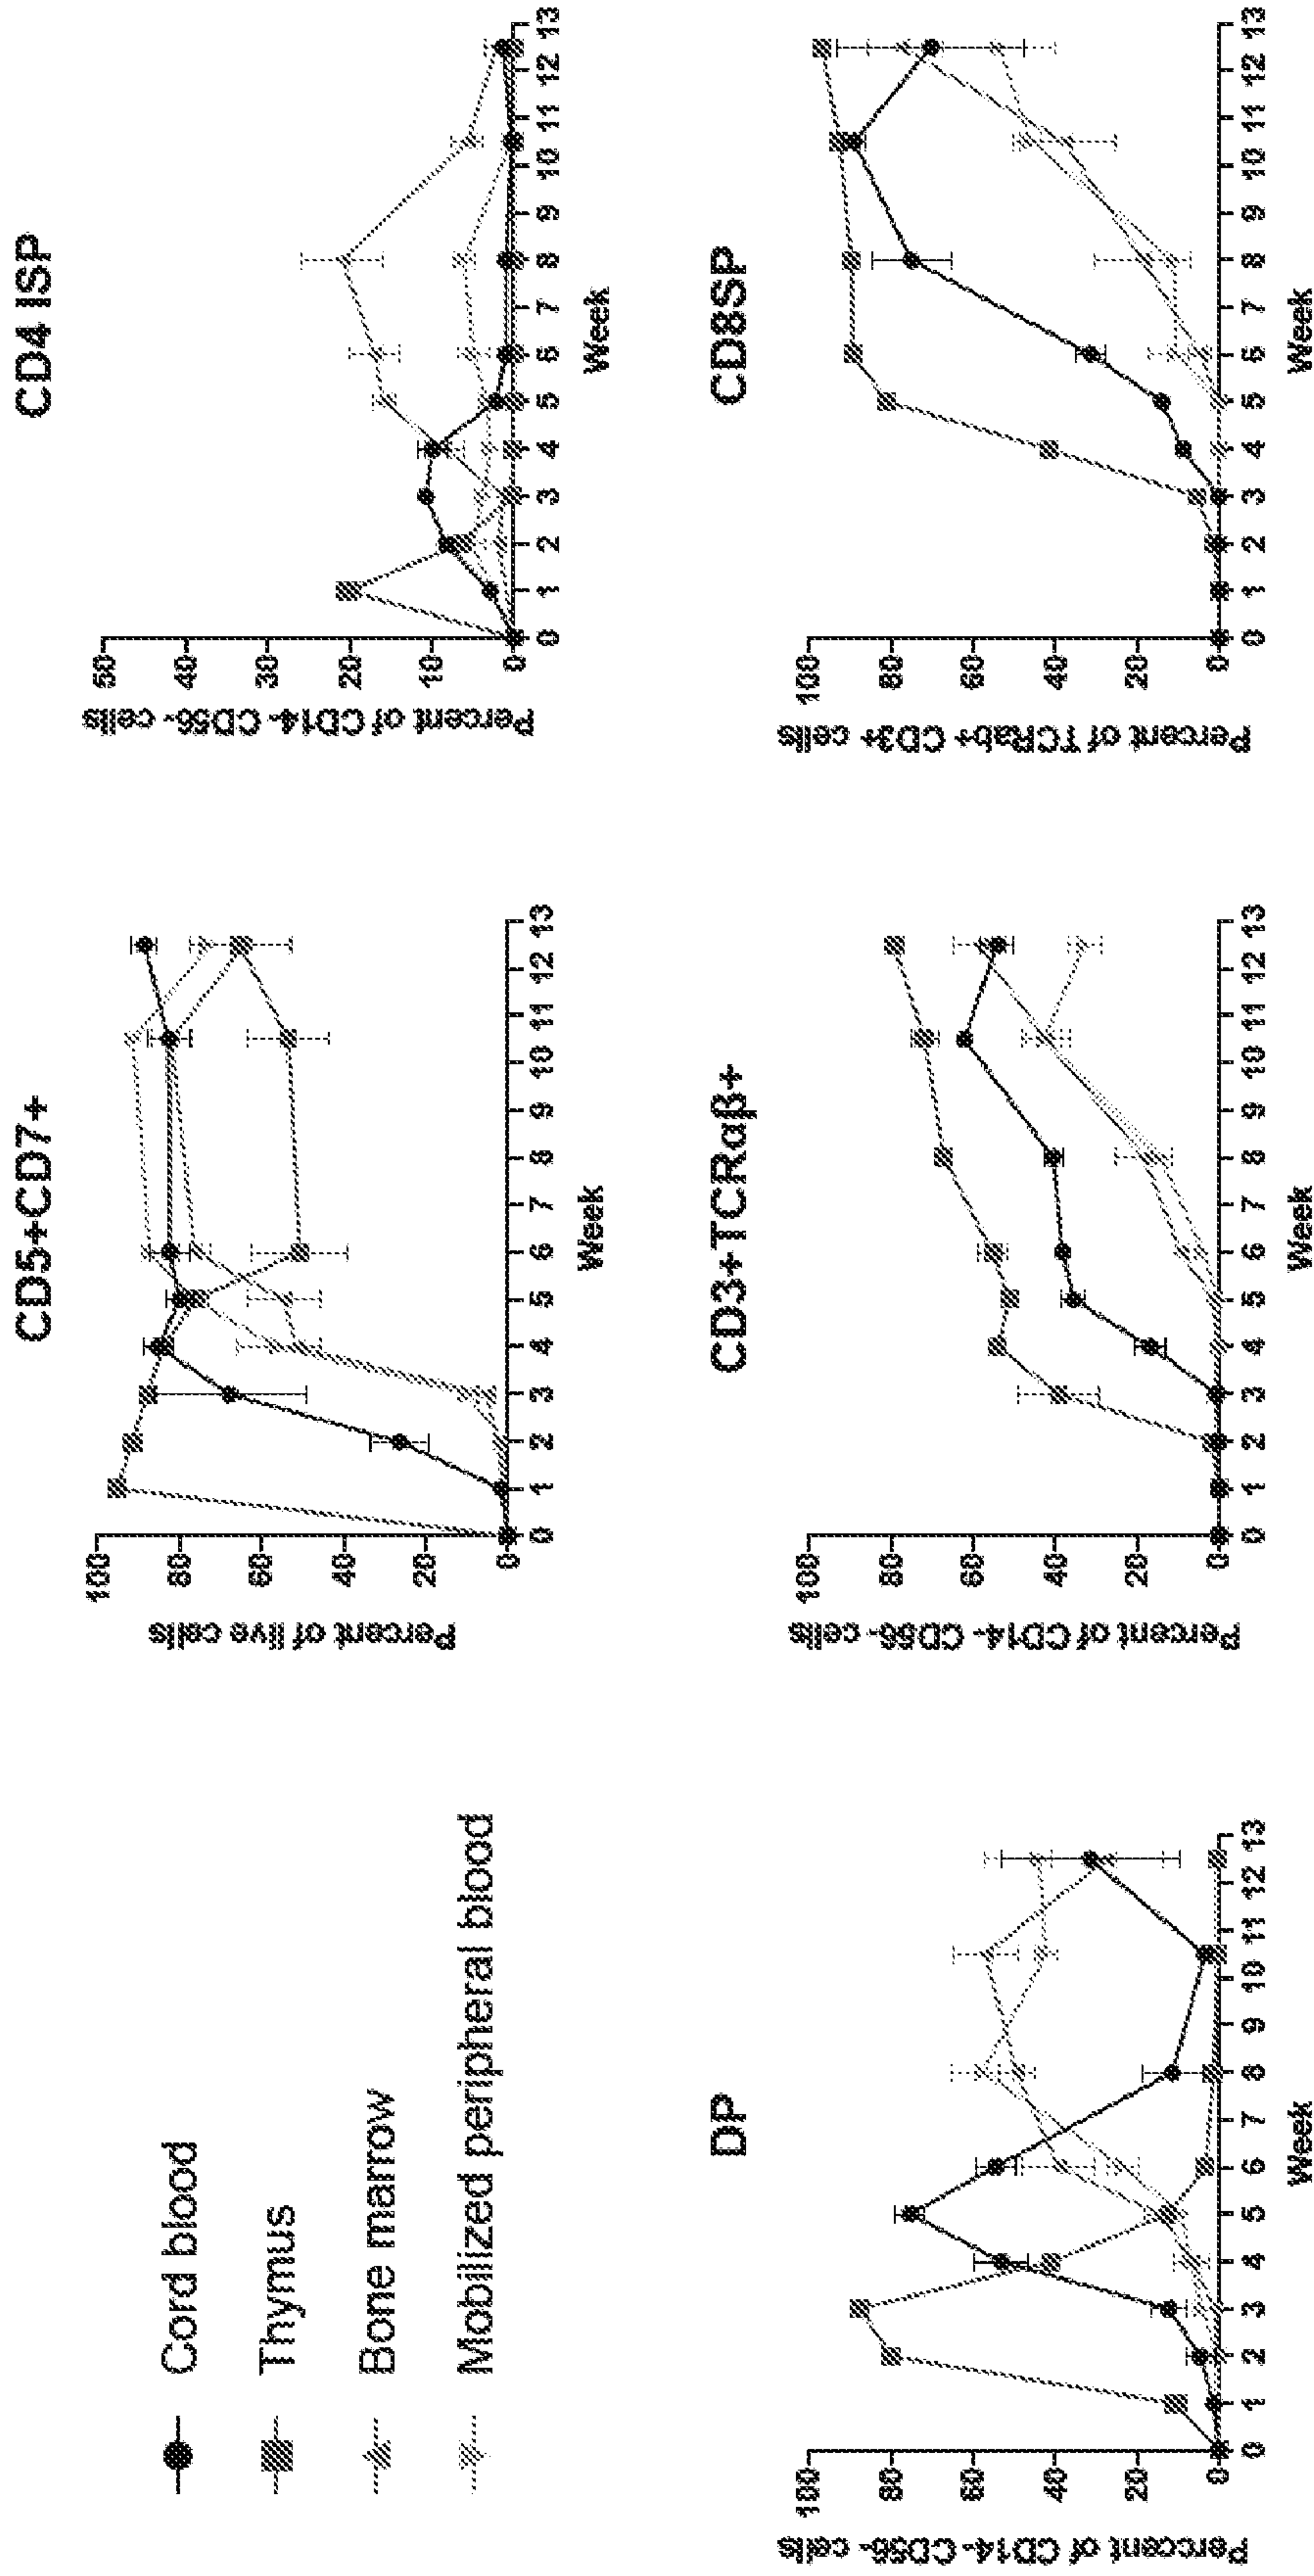 Cord blood
Thymus
Bone marrow
Mobilized peripheral blood
CD5+CD7+
Percent of live cells
100
80
60
40
20
0
0 1 2 3 4 5 6 7 8 9 10 11 12 13
Week
CD4 ISP
Percent of CD14- CD56- cells
50
40
30
20
10
0
0 1 2 3 4 5 6 7 8 9 10 11 12 13
Week
DP
Percent of CD14- CD56- cells
100
80
60
40
20
0
0 1 2 3 4 5 6 7 8 9 10 11 12 13
Week
CD3+TCRαβ+
Percent of CD14- CD56- cells
100
80
60
40
20
0
0 1 2 3 4 5 6 7 8 9 10 11 12 13
Week
CD8SP
Percent of TCRab+ CD3+ cells
100
80
60
40
20
0
0 1 2 3 4 5 6 7 8 9 10 11 12 13
Week